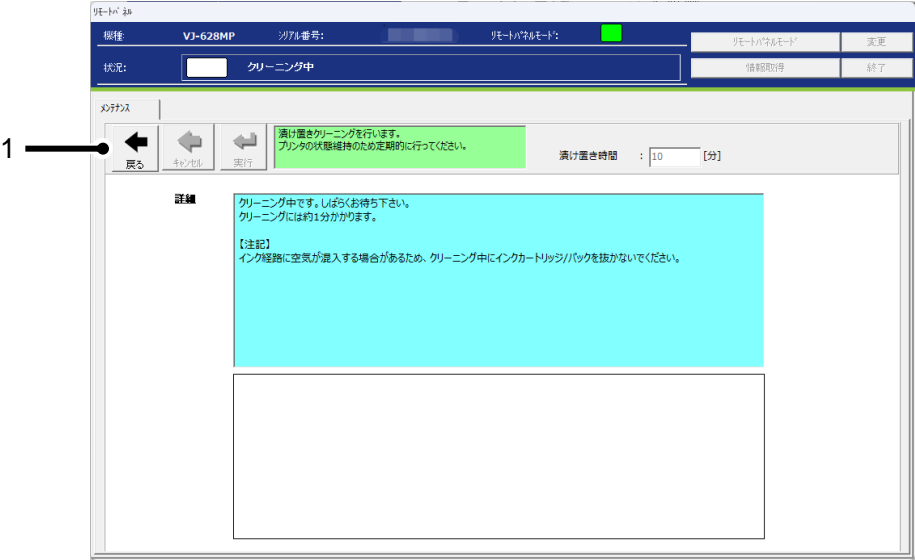 ﾘﾓｰﾄﾊﾟﾈﾙ
機種: VJ-628MP ｼﾘｱﾙ番号: ﾘﾓｰﾄﾊﾟﾈﾙﾓｰﾄﾞ: ﾘﾓｰﾄﾊﾟﾈﾙﾓｰﾄﾞ 変更
状況: クリーニング中 情報取得 終了
ﾒﾝﾃﾅﾝｽ
1
戻る ｷｬﾝｾﾙ 実行
漬け置きクリーニングを行います。
プリンタの状態維持のため定期的に行ってください。
漬け置き時間 : 10 [分]
詳細
クリーニング中です。しばらくお待ち下さい。
クリーニングには約1分かかります。
【注記】
インク経路に空気が混入する場合があるため、クリーニング中にインクカートリッジ/パックを抜かないでください。